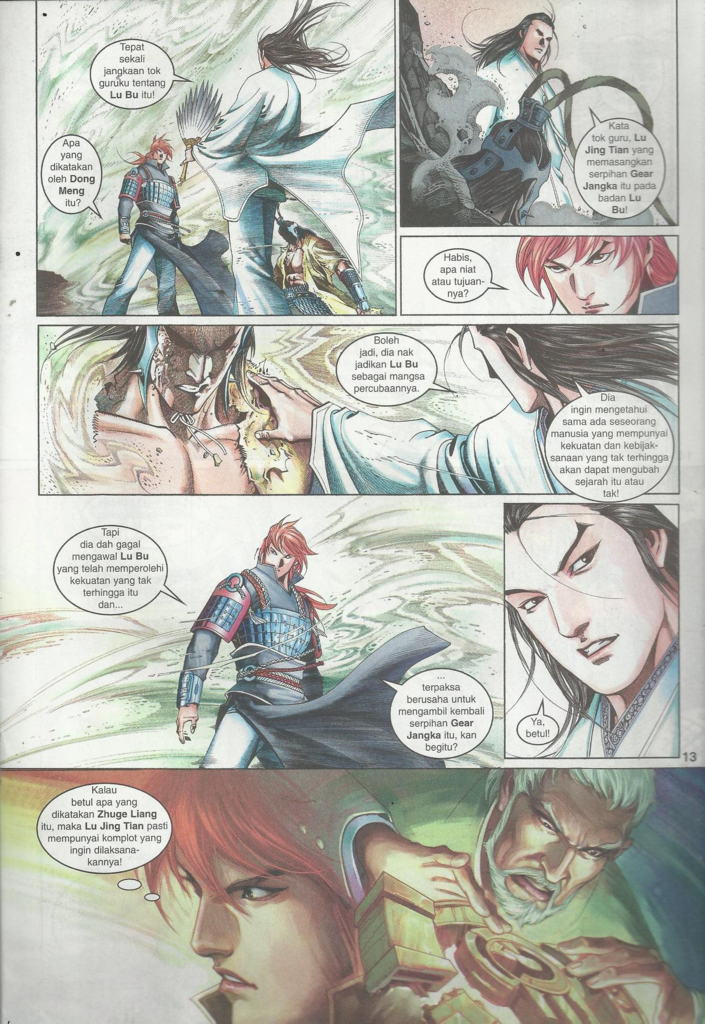 Tepat
sekali
jangkaan tok
guruku tentang
Lu Bu itu!
Apa
yang
dikatakan
oleh Dong
Meng
itu?
Kata
tok guru, Lu
Jing Tian yang
memasangkan
serpihan Gear
Jangka itu pada
badan Lu
Bu!
Habis,
apa niat
atau tujuan-
nya?
Boleh
jadi, dia nak
jadikan Lu Bu
sebagai mangsa
percubaannya.
Dia
ingin mengetahui
sama ada seseorang
manusia yang mempunyai
kekuatan dan kebijak-
sanaan yang tak terhingga
akan dapat mengubah
sejarah itu atau
tak!
Tapi
dia dah gagal
mengawal Lu Bu
yang telah memperolehi
kekuatan yang tak
terhingga itu
dan...
...
terpaksa
berusaha untuk
mengambil kembali
serpihan Gear
Jangka itu, kan
begitu?
Ya,
betul!
13
Kalau
betul apa yang
dikatakan Zhuge Liang
itu, maka Lu Jing Tian pasti
mempunyai komplot yang
ingin dilaksana-
kannya!